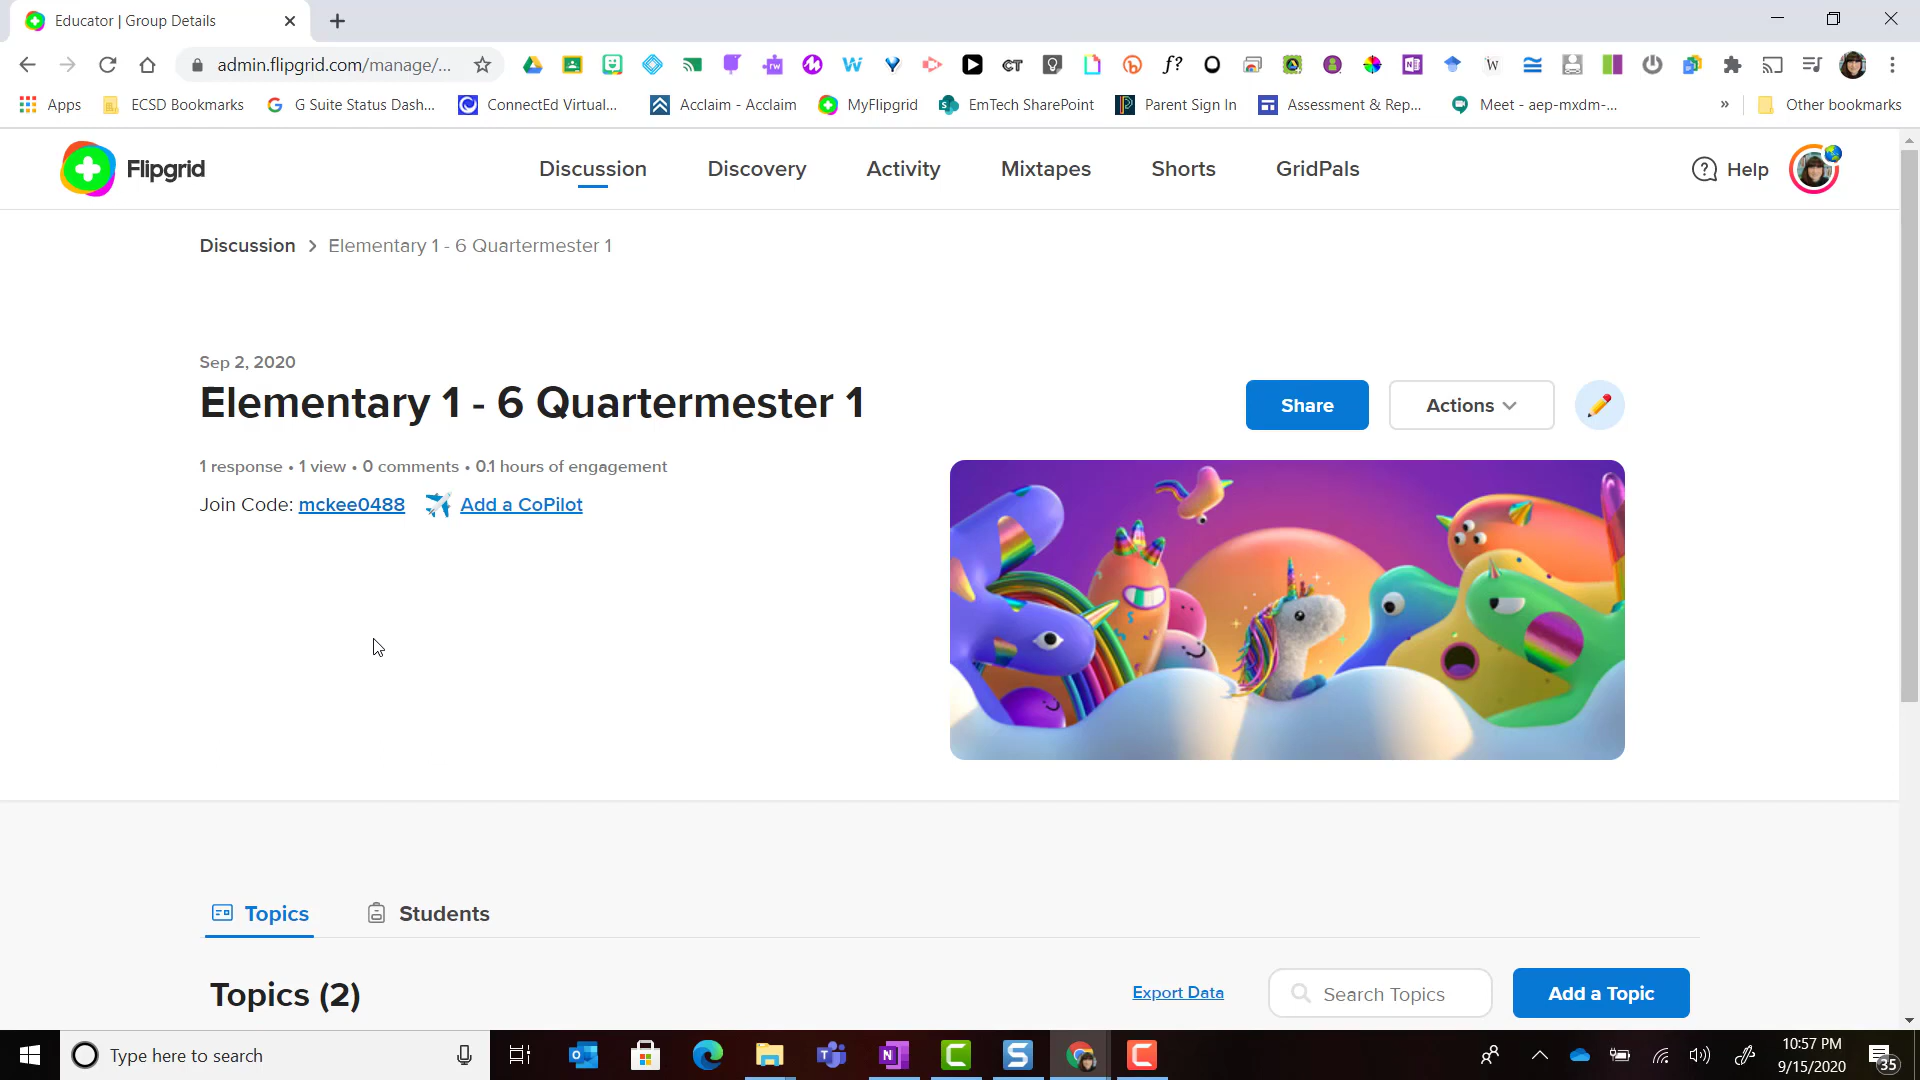 Educator | Group Details
admin.flipgrid.com/manage/...
Apps
ECSD Bookmarks
G Suite Status Dash...
ConnectEd Virtual...
Acclaim - Acclaim
MyFlipgrid
EmTech SharePoint
Parent Sign In
Assessment & Rep...
Meet - aep-mxdm-...
»
Other bookmarks
Flipgrid
Discussion
Discovery
Activity
Mixtapes
Shorts
GridPals
Help
Discussion > Elementary 1 - 6 Quartermester 1
Sep 2, 2020
Elementary 1 - 6 Quartermester 1
Share
Actions
1 response • 1 view • 0 comments • 0.1 hours of engagement
Join Code: mckee0488
Add a CoPilot
Topics
Students
Topics (2)
Export Data
Search Topics
Add a Topic
Type here to search
10:57 PM
9/15/2020
35